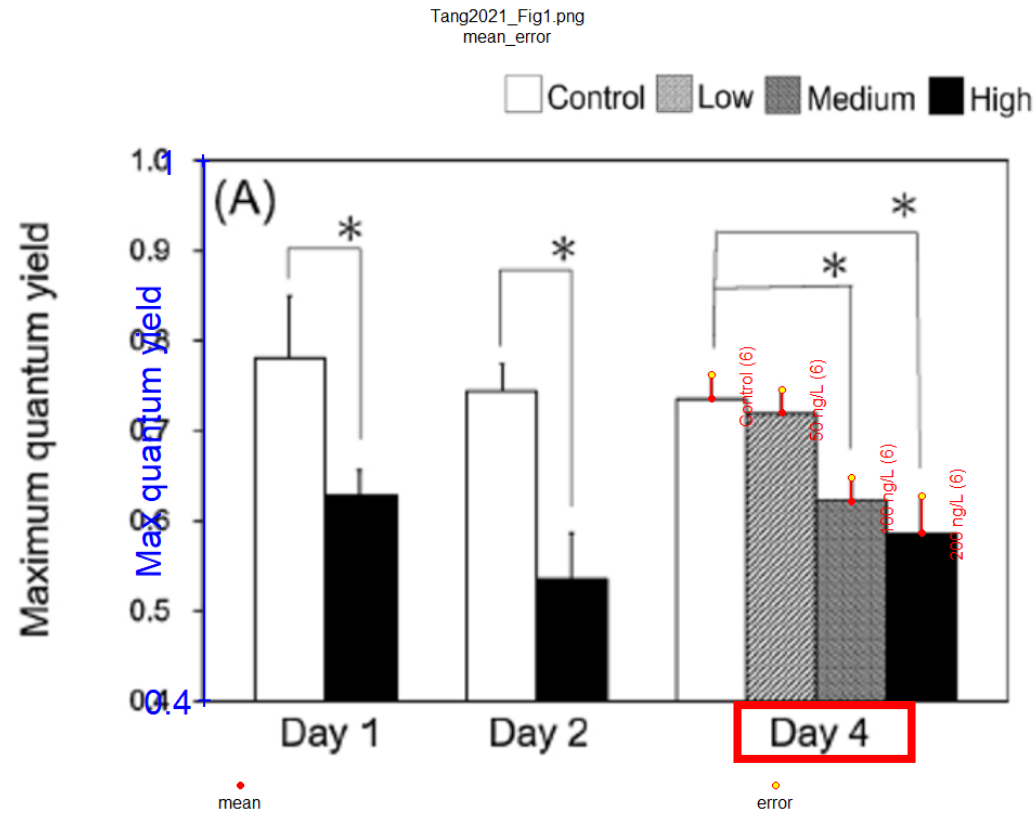 Tang2021_Fig1.png
mean_error
Control Low Medium High
1.0
1
(A)
*
*
*
*
0.9
0.8
0.7
0.6
0.5
0.4
0.4
Maximum quantum yield
Max quantum yield
Control (6)
50 ng/L (6)
100 ng/L (6)
200 ng/L (6)
Day 1 Day 2 Day 4
mean error